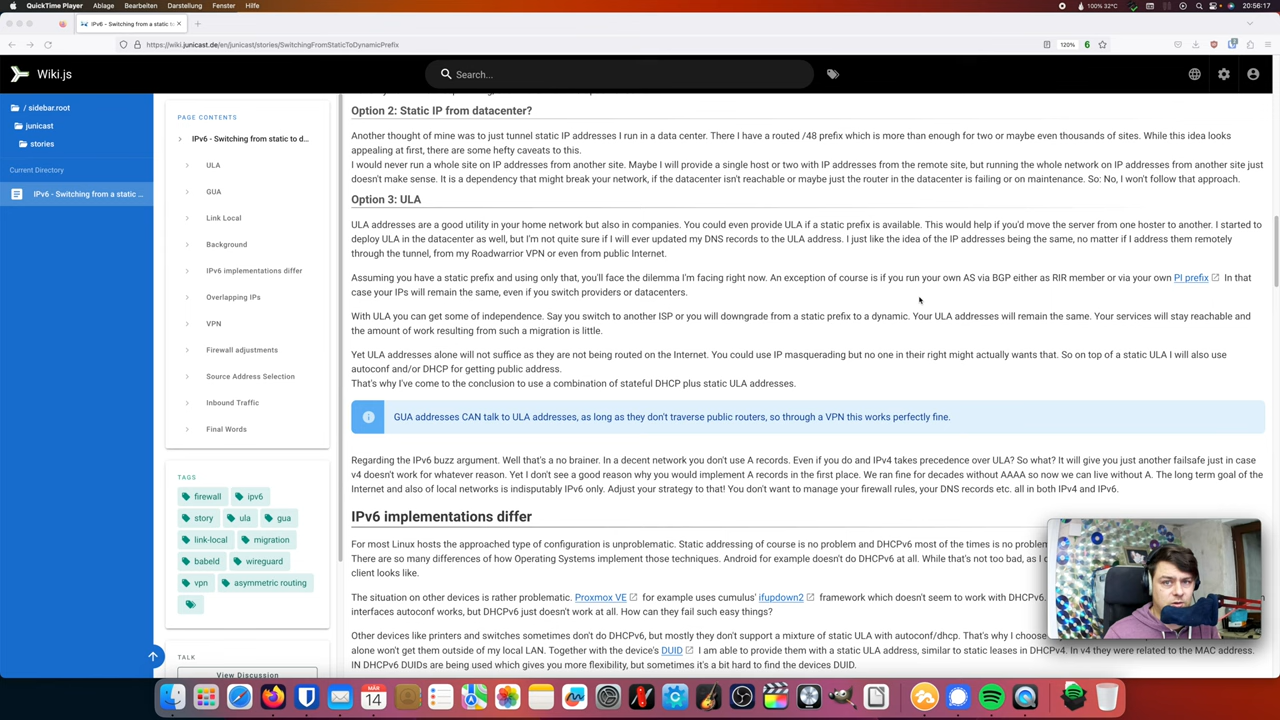 QuickTime Player Ablage Bearbeiten Darstellung Fenster Hilfe
100% 32°C
20:56:17
IPv6 - Switching from a static to
https://wiki.junicast.de/en/junicast/stories/SwitchingFromStaticToDynamicPrefix
120%
6
Wiki.js
Search...
/ sidebar.root
junicast
stories
Current Directory
IPv6 - Switching from a static ...
PAGE CONTENTS
IPv6 - Switching from static to d...
ULA
GUA
Link Local
Background
IPv6 implementations differ
Overlapping IPs
VPN
Firewall adjustments
Source Address Selection
Inbound Traffic
Final Words
TAGS
firewall ipv6
story ula gua
link-local migration
babeld wireguard
vpn asymmetric routing
TALK
View Discussion
Option 2: Static IP from datacenter?
Another thought of mine was to just tunnel static IP addresses I run in a data center. There I have a routed /48 prefix which is more than enough for two or maybe even thousands of sites. While this idea looks
appealing at first, there are some hefty caveats to this.
I would never run a whole site on IP addresses from another site. Maybe I will provide a single host or two with IP addresses from the remote site, but running the whole network on IP addresses from another site just
doesn't make sense. It is a dependency that might break your network, if the datacenter isn't reachable or maybe just the router in the datacenter is failing or on maintenance. So: No, I won't follow that approach.
Option 3: ULA
ULA addresses are a good utility in your home network but also in companies. You could even provide ULA if a static prefix is available. This would help if you'd move the server from one hoster to another. I started to
deploy ULA in the datacenter as well, but I'm not quite sure if I will ever updated my DNS records to the ULA address. I just like the idea of the IP addresses being the same, no matter if I address them remotely
through the tunnel, from my Roadwarrior VPN or even from public Internet.
Assuming you have a static prefix and using only that, you'll face the dilemma I'm facing right now. An exception of course is if you run your own AS via BGP either as RIR member or via your own PI prefix In that
case your IPs will remain the same, even if you switch providers or datacenters.
With ULA you can get some of independence. Say you switch to another ISP or you will downgrade from a static prefix to a dynamic. Your ULA addresses will remain the same. Your services will stay reachable and
the amount of work resulting from such a migration is little.
Yet ULA addresses alone will not suffice as they are not being routed on the Internet. You could use IP masquerading but no one in their right might actually wants that. So on top of a static ULA I will also use
autoconf and/or DHCP for getting public address.
That's why I've come to the conclusion to use a combination of stateful DHCP plus static ULA addresses.
GUA addresses CAN talk to ULA addresses, as long as they don't traverse public routers, so through a VPN this works perfectly fine.
Regarding the IPv6 buzz argument. Well that's a no brainer. In a decent network you don't use A records. Even if you do and IPv4 takes precedence over ULA? So what? It will give you just another failsafe just in case
v4 doesn't work for whatever reason. Yet I don't see a good reason why you would implement A records in the first place. We ran fine for decades without AAAA so now we can live without A. The long term goal of the
Internet and also of local networks is indisputably IPv6 only. Adjust your strategy to that! You don't want to manage your firewall rules, your DNS records etc. all in both IPv4 and IPv6.
IPv6 implementations differ
For most Linux hosts the approached type of configuration is unproblematic. Static addressing of course is no problem and DHCPv6 most of the times is no problem
There are so many differences of how Operating Systems implement those techniques. Android for example doesn't do DHCPv6 at all. While that's not too bad, as I
client looks like.
The situation on other devices is rather problematic. Proxmox VE for example uses cumulus' ifupdown2 framework which doesn't seem to work with DHCPv6.
interfaces autoconf works, but DHCPv6 just doesn't work at all. How can they fail such easy things?
Other devices like printers and switches sometimes don't do DHCPv6, but mostly they don't support a mixture of static ULA with autoconf/dhcp. That's why I choose
alone won't get them outside of my local LAN. Together with the device's DUID I am able to provide them with a static ULA address, similar to static leases in DHCPv4. In v4 they were related to the MAC address.
IN DHCPv6 DUIDs are being used which gives you more flexibility, but sometimes it's a bit hard to find the devices DUID.
MÄR
14